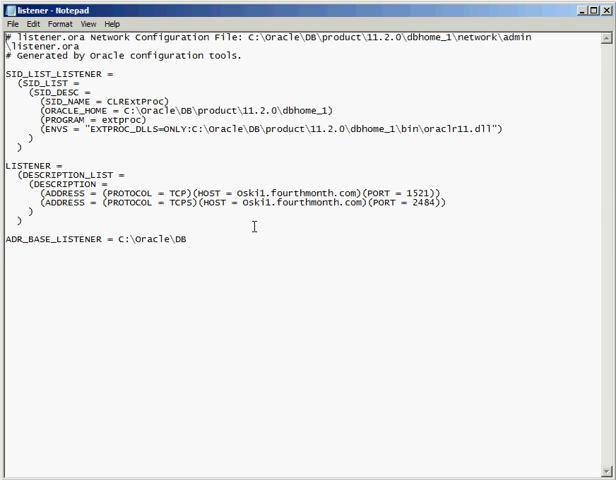 listener - Notepad
File Edit Format View Help
# listener.ora Network Configuration File: C:\Oracle\DB\product\11.2.0\dbhome_1\network\admin
\listener.ora
# Generated by Oracle configuration tools.
SID_LIST_LISTENER =
(SID_LIST =
(SID_DESC =
(SID_NAME = CLRExtProc)
(ORACLE_HOME = C:\Oracle\DB\product\11.2.0\dbhome_1)
(PROGRAM = extproc)
(ENVS = "EXTPROC_DLLS=ONLY:C:\Oracle\DB\product\11.2.0\dbhome_1\bin\oraclr11.dll")
)
)
LISTENER =
(DESCRIPTION_LIST =
(DESCRIPTION =
(ADDRESS = (PROTOCOL = TCP)(HOST = Oski1.fourthmonth.com)(PORT = 1521))
(ADDRESS = (PROTOCOL = TCPS)(HOST = Oski1.fourthmonth.com)(PORT = 2484))
)
)
ADR_BASE_LISTENER = C:\Oracle\DB